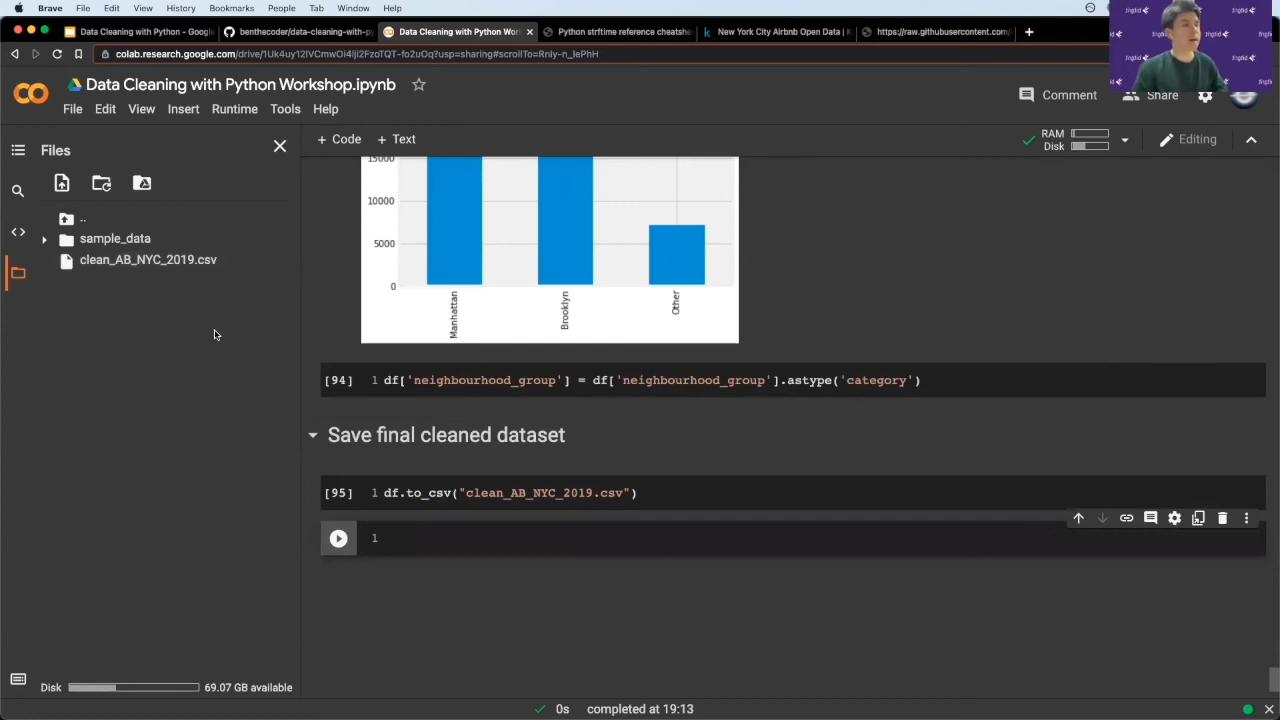 Brave File Edit View History Bookmarks People Tab Window Help
Data Cleaning with Python - Goog
benthecoder/data-cleaning-with-py
Data Cleaning with Python Wor
Python strftime reference cheatshe
New York City Airbnb Open Data | K
https://raw.githubusercontent.com/
colab.research.google.com/drive/1Uk4uy12IVCmwOi4Iji2FzoTQT-fo2uOq?usp=sharing#scrollTo=Rnly-n_lePhH
Data Cleaning with Python Workshop.ipynb
File Edit View Insert Runtime Tools Help
Comment
Share
Files
+ Code + Text
RAM
Disk
Editing
..
sample_data
clean_AB_NYC_2019.csv
15000
10000
5000
0
Manhattan
Brooklyn
Other
[94] 1 df['neighbourhood_group'] = df['neighbourhood_group'].astype('category')
Save final cleaned dataset
[95] 1 df.to_csv("clean_AB_NYC_2019.csv")
1
Disk 69.07 GB available
0s completed at 19:13